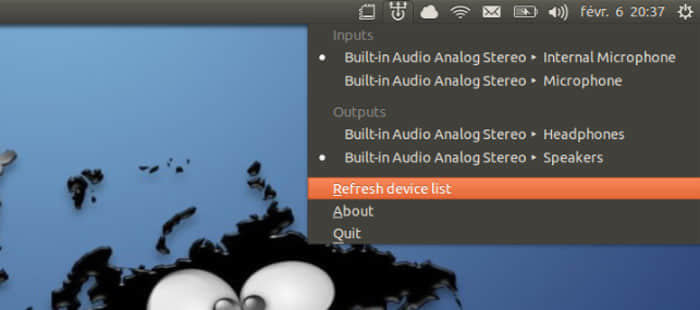 févr. 6 20:37
Inputs
Built-in Audio Analog Stereo ‣ Internal Microphone
Built-in Audio Analog Stereo ‣ Microphone
Outputs
Built-in Audio Analog Stereo ‣ Headphones
Built-in Audio Analog Stereo ‣ Speakers
Refresh device list
About
Quit